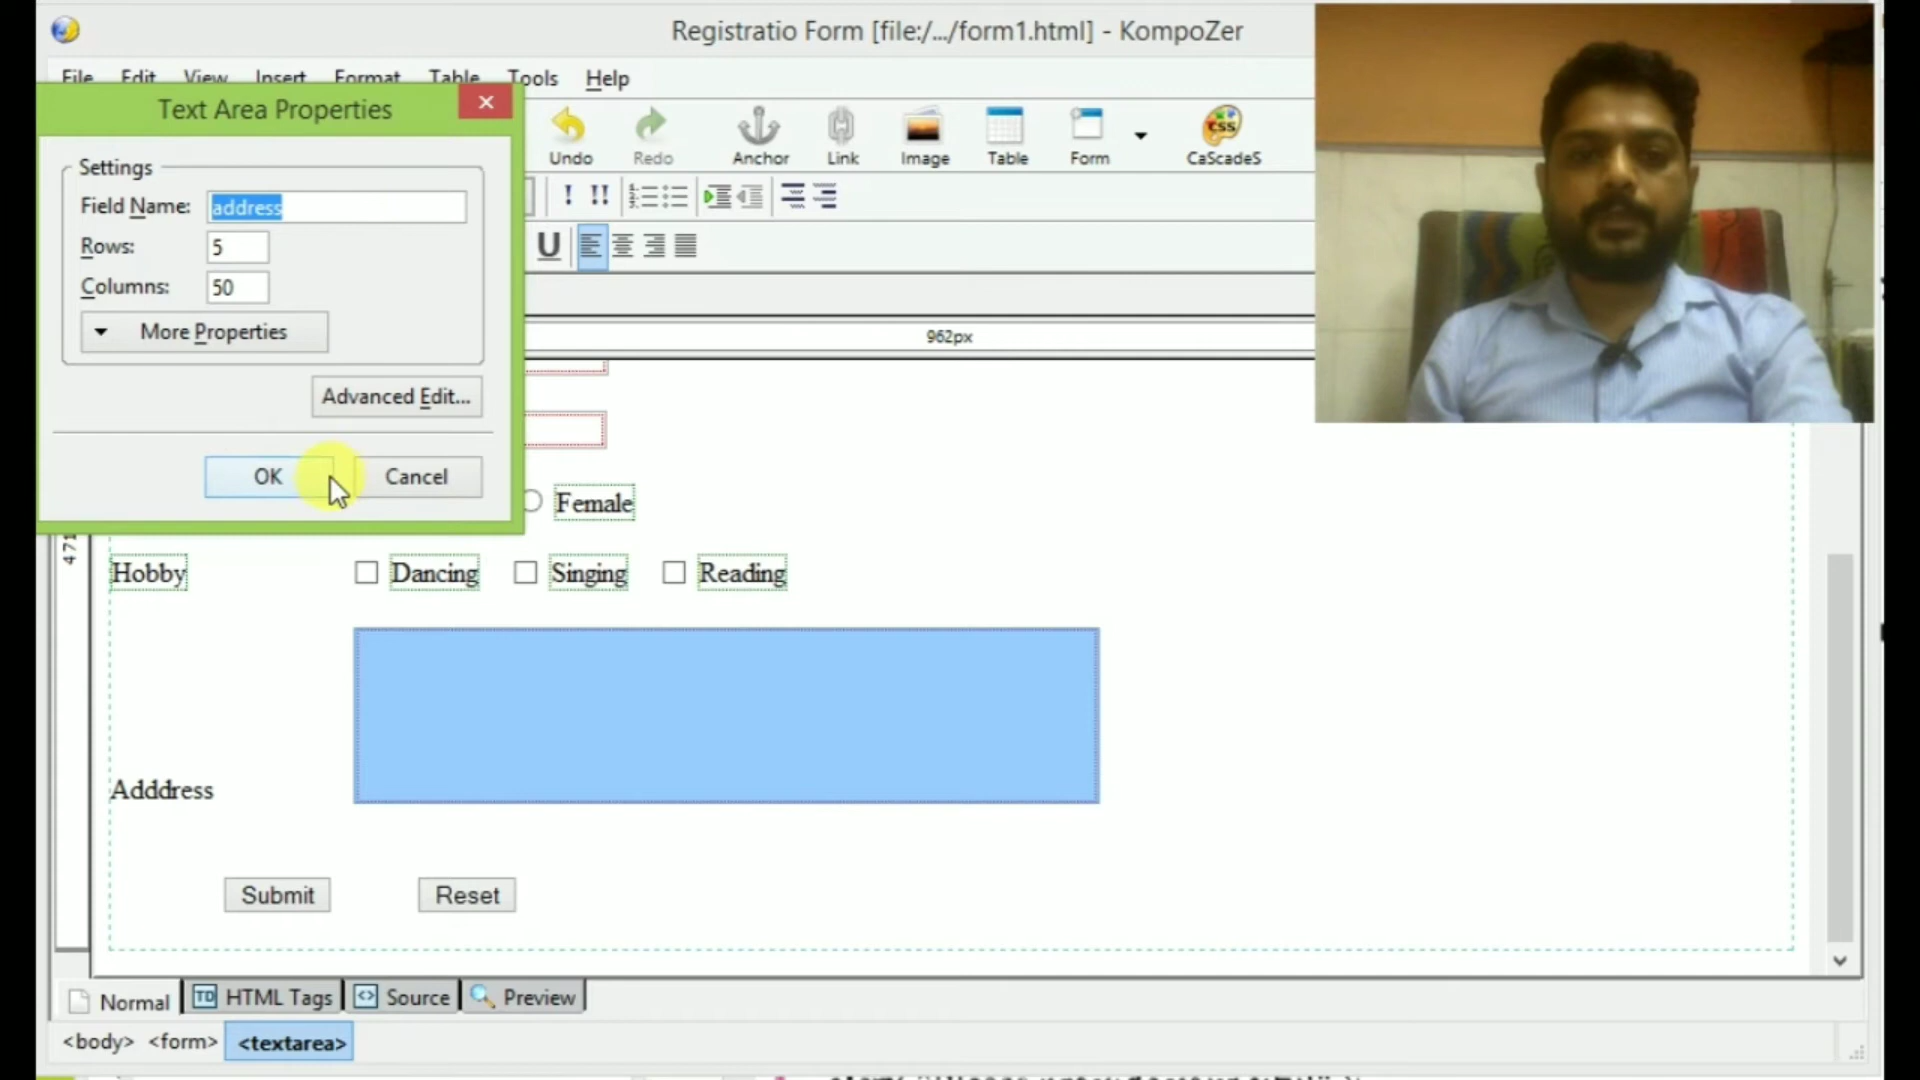 Registratio Form [file:/.../form1.html] - KompoZer
File Edit View Insert Format Table Tools Help
Text Area Properties
Undo Redo Anchor Link Image Table Form CaScadeS
Settings
Field Name: address
Rows: 5
Columns: 50
More Properties
Advanced Edit...
OK Cancel
962px
471
Female
Hobby Dancing Singing Reading
Adddress
Submit Reset
Normal HTML Tags Source Preview
<body> <form> <textarea>